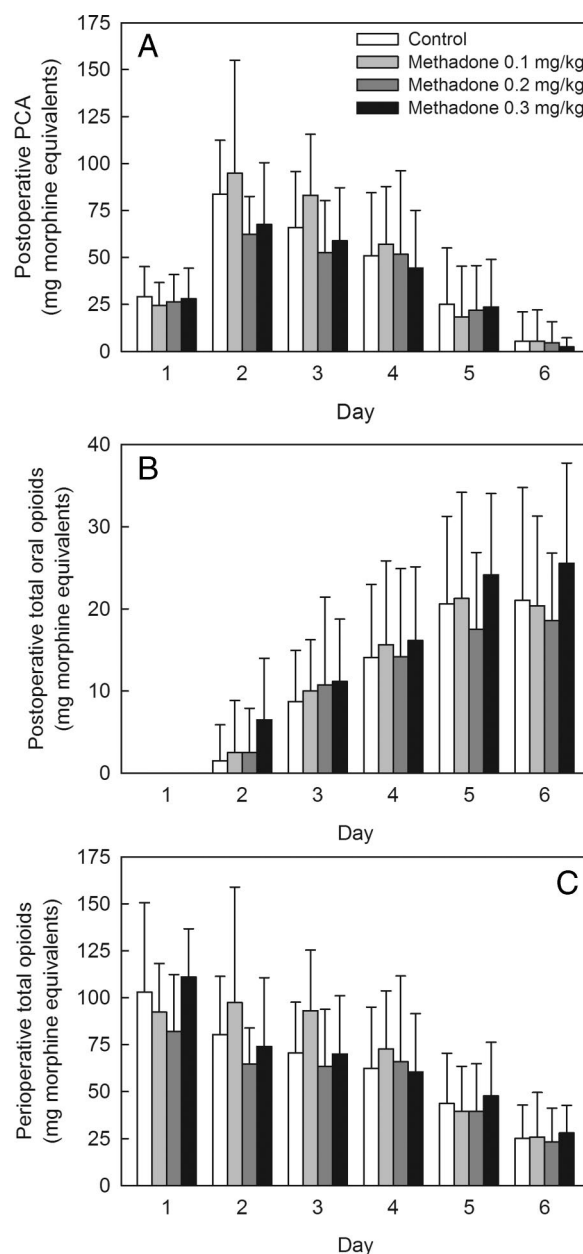 A
Control
Methadone 0.1 mg/kg
Methadone 0.2 mg/kg
Methadone 0.3 mg/kg
Postoperative PCA
(mg morphine equivalents)
175
150
125
100
75
50
25
0
1 2 3 4 5 6
Day
B
Postoperative total oral opioids
(mg morphine equivalents)
40
30
20
10
0
1 2 3 4 5 6
Day
C
Perioperative total opioids
(mg morphine equivalents)
175
150
125
100
75
50
25
0
1 2 3 4 5 6
Day